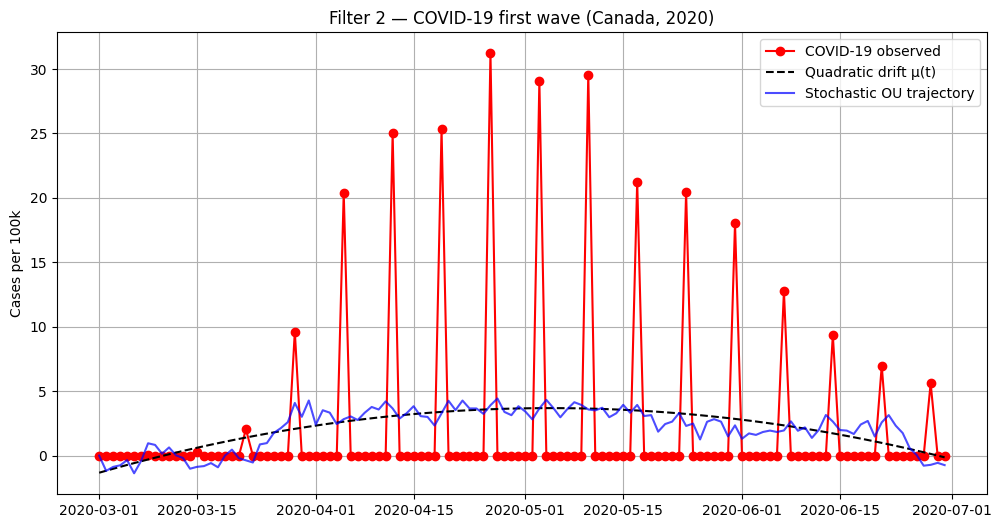 Filter 2 — COVID-19 first wave (Canada, 2020)
COVID-19 observed
Quadratic drift μ(t)
Stochastic OU trajectory
Cases per 100k
30
25
20
15
10
5
0
2020-03-01 2020-03-15 2020-04-01 2020-04-15 2020-05-01 2020-05-15 2020-06-01 2020-06-15 2020-07-01